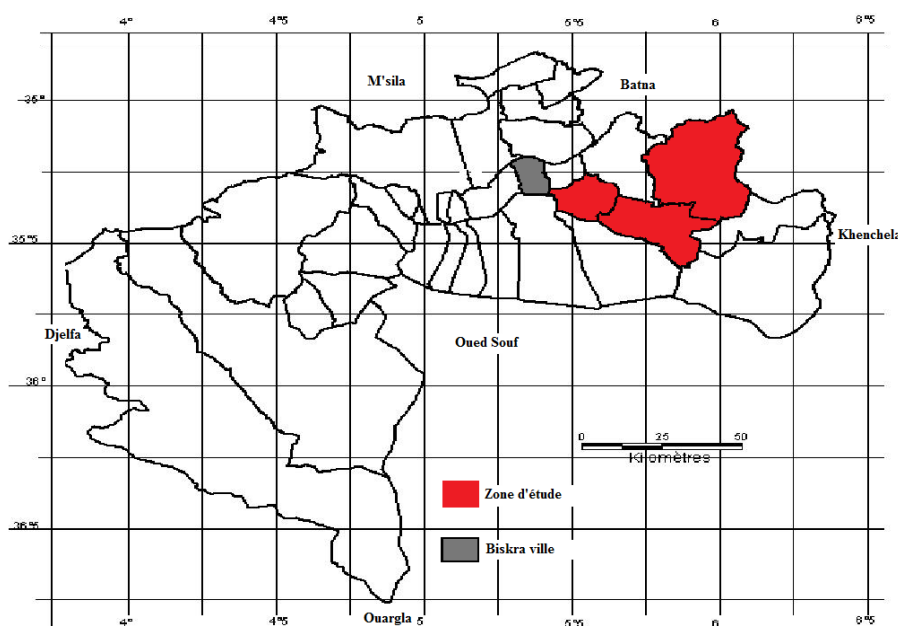 4° 4°5 5 5°5 6 6°5
M'sila
Batna
35°
35°5
Khenchela
Djelfa
Oued Souf
36°
0 25 50
Kilomètres
Zone d'étude
36°5
Biskra ville
Ouargla
4° 4°5 5 5°5 6 6°5